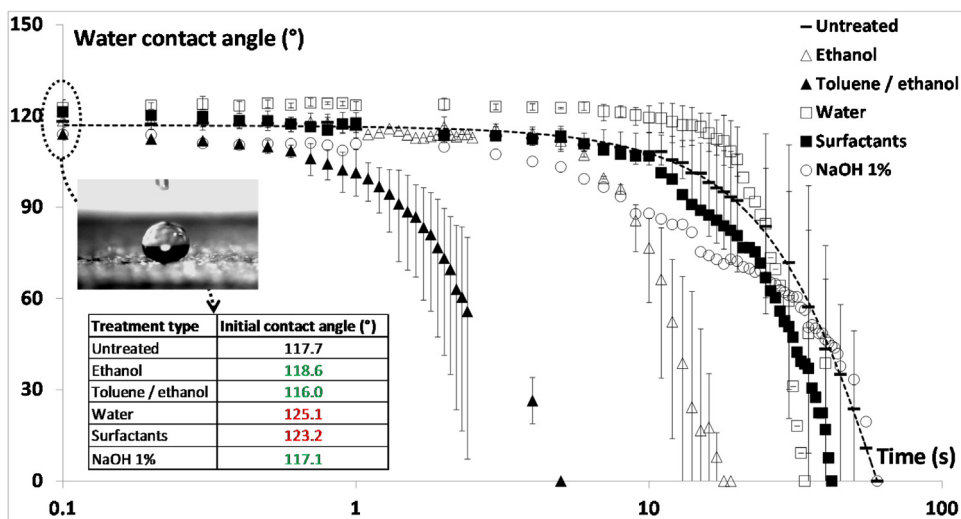 150
Water contact angle (°)
Untreated
Ethanol
Toluene / ethanol
Water
Surfactants
NaOH 1%
120
90
60
30
0
Treatment type Initial contact angle (°)
Untreated 117.7
Ethanol 118.6
Toluene / ethanol 116.0
Water 125.1
Surfactants 123.2
NaOH 1% 117.1
Time (s)
0.1 1 10 100